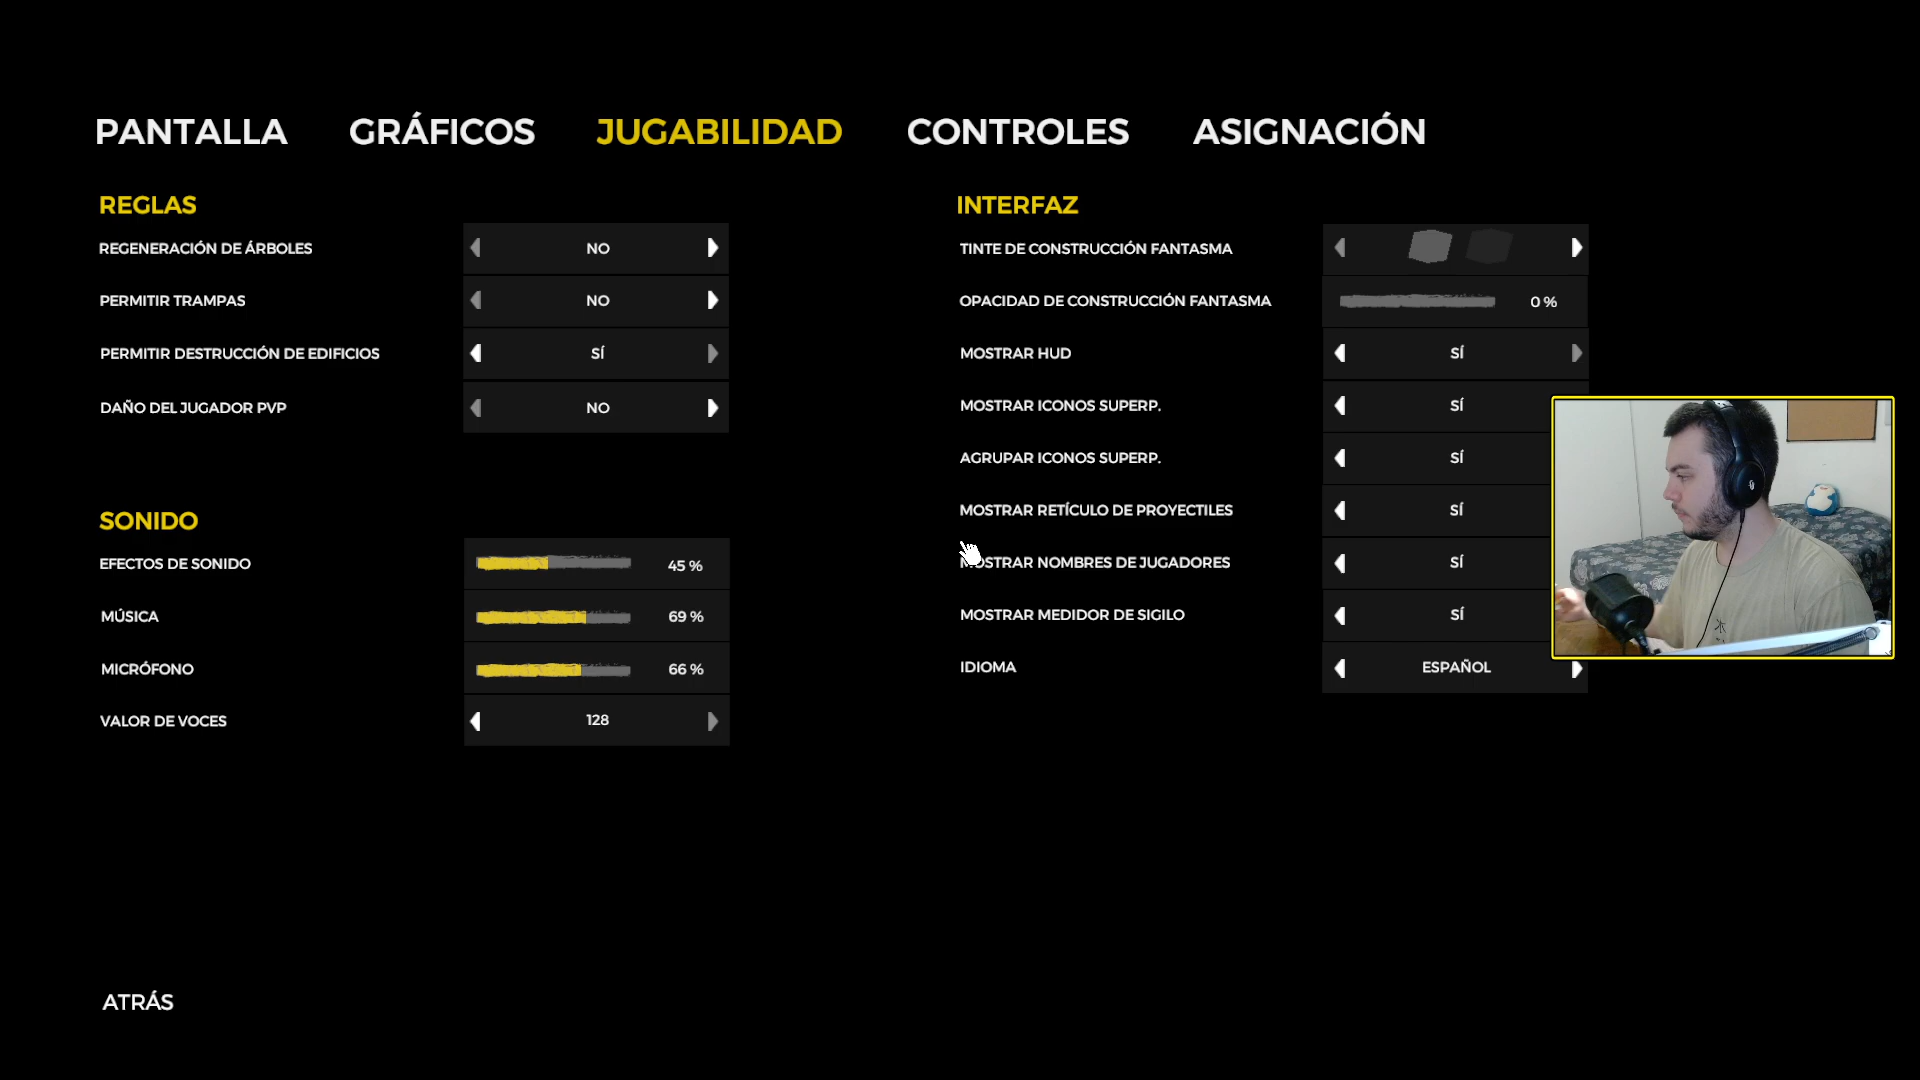 PANTALLA GRÁFICOS JUGABILIDAD CONTROLES ASIGNACIÓN
REGLAS
REGENERACIÓN DE ÁRBOLES NO
PERMITIR TRAMPAS NO
PERMITIR DESTRUCCIÓN DE EDIFICIOS SÍ
DAÑO DEL JUGADOR PVP NO
SONIDO
EFECTOS DE SONIDO 45 %
MÚSICA 69 %
MICRÓFONO 66 %
VALOR DE VOCES 128
INTERFAZ
TINTE DE CONSTRUCCIÓN FANTASMA
OPACIDAD DE CONSTRUCCIÓN FANTASMA 0 %
MOSTRAR HUD SÍ
MOSTRAR ICONOS SUPERP. SÍ
AGRUPAR ICONOS SUPERP. SÍ
MOSTRAR RETÍCULO DE PROYECTILES SÍ
MOSTRAR NOMBRES DE JUGADORES SÍ
MOSTRAR MEDIDOR DE SIGILO SÍ
IDIOMA ESPAÑOL
ATRÁS